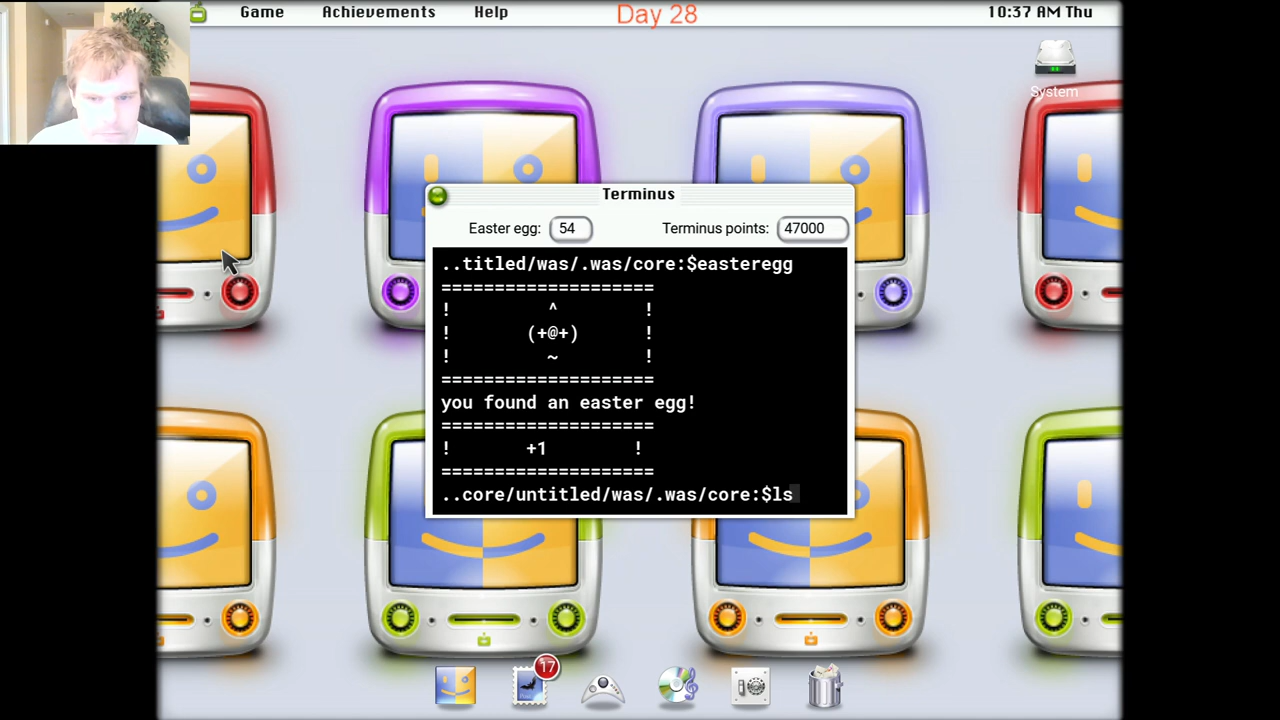 Game Achievements Help Day 28 10:37 AM Thu
System
Terminus
Easter egg: 54 Terminus points: 47000
..titled/was/.was/core:$easteregg
====================
! ^ !
! (+@+) !
! ~ !
====================
you found an easter egg!
====================
! +1 !
====================
..core/untitled/was/.was/core:$ls
17